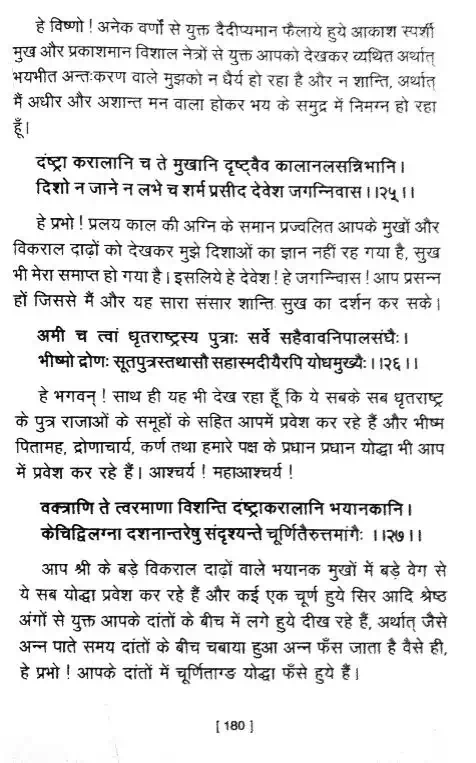 हे विष्णो ! अनेक वर्णों से युक्त दैदीप्यमान फैलाये हुये आकाश स्पर्शी
मुख और प्रकाशमान विशाल नेत्रों से युक्त आपको देखकर व्यथित अर्थात्
भयभीत अन्तःकरण वाले मुझको न धैर्य हो रहा है और न शान्ति, अर्थात्
मैं अधीर और अशान्त मन वाला होकर भय के समुद्र में निमग्न हो रहा
हूँ।
दंष्ट्रा करालानि च ते मुखानि दृष्ट्वैव कालानलसन्निभानि।
दिशो न जाने न लभे च शर्म प्रसीद देवेश जगन्निवास।।२५।।
हे प्रभो ! प्रलय काल की अग्नि के समान प्रज्वलित आपके मुखों और
विकराल दाढ़ों को देखकर मुझे दिशाओं का ज्ञान नहीं रह गया है, सुख
भी मेरा समाप्त हो गया है। इसलिये हे देवेश ! हे जगन्निवास ! आप प्रसन्न
हों जिससे मैं और यह सारा संसार शान्ति सुख का दर्शन कर सके।
अमी च त्वां धृतराष्ट्रस्य पुत्राः सर्वे सहैवावनिपालसंघैः।
भीष्मो द्रोणः सूतपुत्रस्तथासौ सहास्मदीयैरपि योधमुख्यैः।।२६।।
हे भगवन् ! साथ ही यह भी देख रहा हूँ कि ये सबके सब धृतराष्ट्र
के पुत्र राजाओं के समूहों के सहित आपमें प्रवेश कर रहे हैं और भीष्म
पितामह, द्रोणाचार्य, कर्ण तथा हमारे पक्ष के प्रधान प्रधान योद्धा भी आप
में प्रवेश कर रहे हैं। आश्चर्य ! महाआश्चर्य !
वक्त्राणि ते त्वरमाणा विशन्ति दंष्ट्राकरालानि भयानकानि।
केचिद्विलग्ना दशनान्तरेषु संदृश्यन्ते चूर्णितैरुत्तमांगैः ।।२७।।
आप श्री के बड़े विकराल दाढ़ों वाले भयानक मुखों में बड़े वेग से
ये सब योद्धा प्रवेश कर रहे हैं और कई एक चूर्ण हुये सिर आदि श्रेष्ठ
अंगों से युक्त आपके दांतों के बीच में लगे हुये दीख रहे हैं, अर्थात् जैसे
अन्न पाते समय दांतों के बीच चबाया हुआ अन्न फँस जाता है वैसे ही,
हे प्रभो ! आपके दांतों में चूर्णिताङ्ग योद्धा फँसे हुये हैं।
[ 180 ]